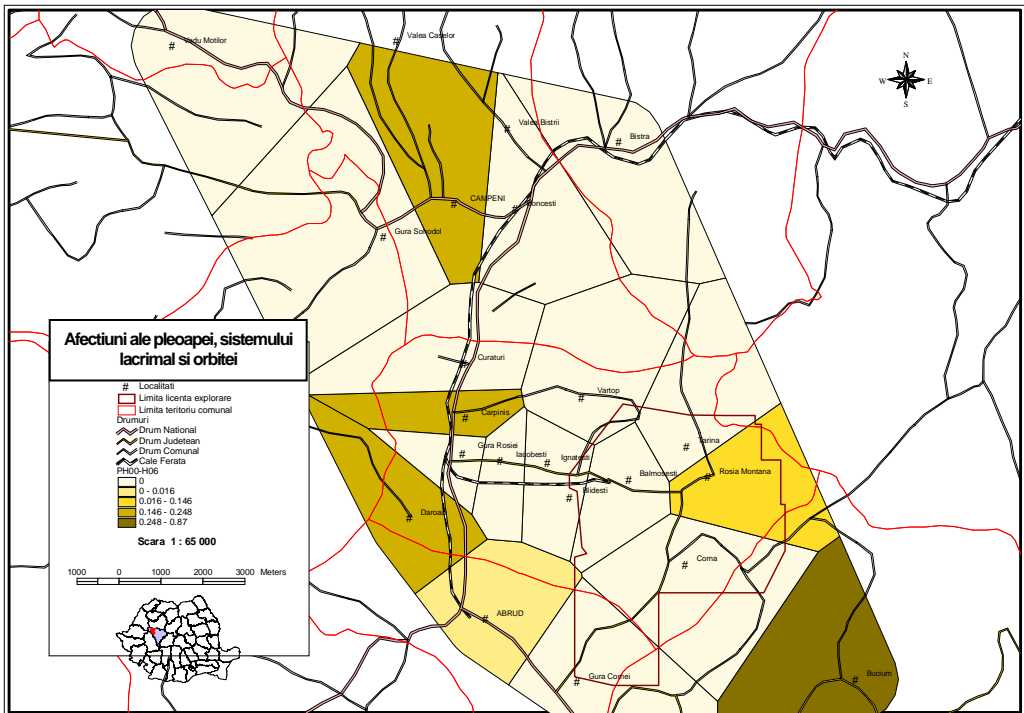 Vadu Motilor
Valea Caselor
N
W E
S
Valea Bistrii
Bistra
CAMPENI
Gura Sohodol
Afectiuni ale pleoapei, sistemului
lacrimal si orbitei
# Localitati
Limita licenta explorare
Limita teritoriu comunal
Drumuri
Drum National
Drum Judetean
Drum Comunal
Cale Ferata
PH00-H06
0
0 - 0.016
0.016 - 0.146
0.146 - 0.248
0.248 - 0.87
Scara 1 : 65 000
1000 0 1000 2000 3000 Meters
Curaturi
Vartop
Carpinis
Gura Rosiei
Iacobesti
Ignatesti
Tarina
Balmosesti
Rosia Montana
Blidesti
Daroaia
Corna
ABRUD
Gura Cornei
Bucium